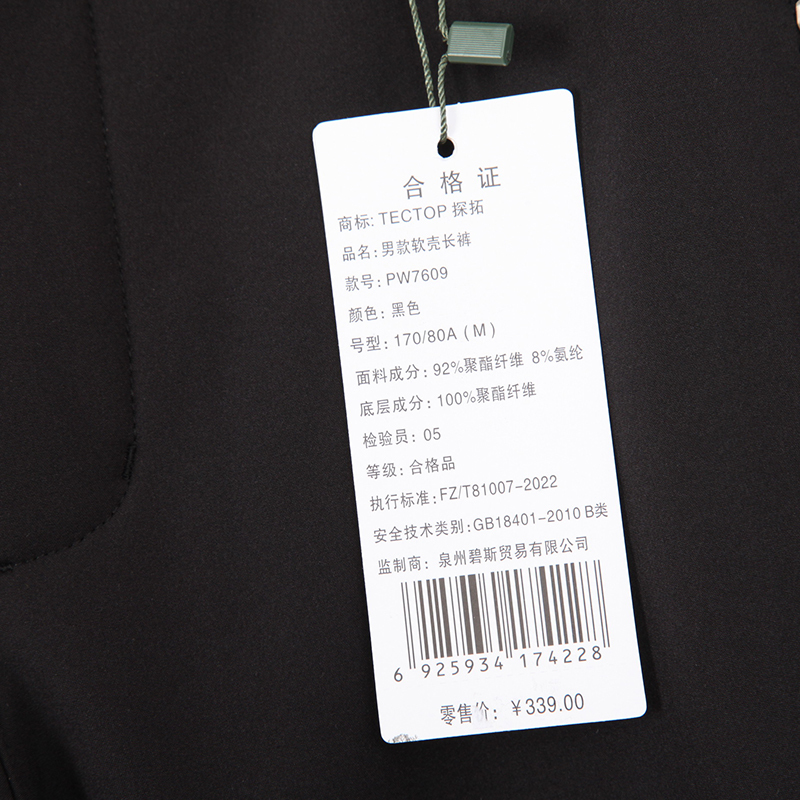 合格证
商标: TECTOP 探拓
品名: 男款软壳长裤
款号: PW7609
颜色: 黑色
号型: 170/80A (M)
面料成分: 92%聚酯纤维 8%氨纶
底层成分: 100%聚酯纤维
检验员: 05
等级: 合格品
执行标准: FZ/T81007-2022
安全技术类别: GB18401-2010 B类
监制商: 泉州碧斯贸易有限公司
6 925934 174228
零售价: ¥339.00